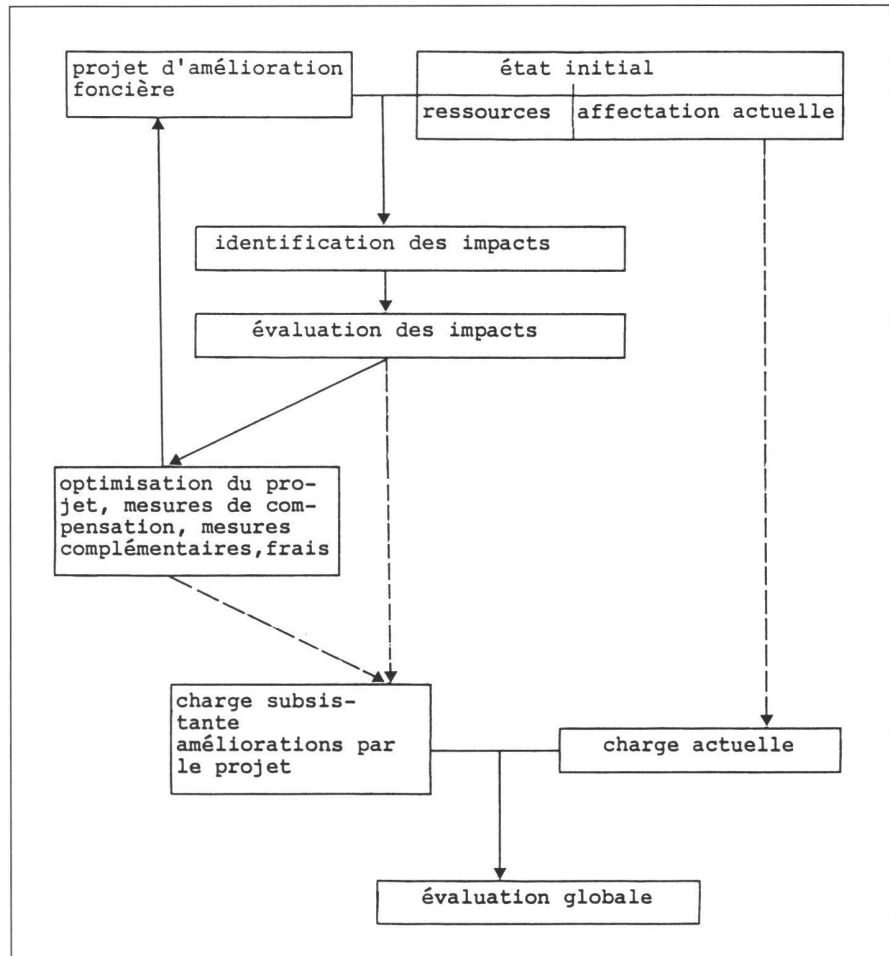 projet d'amélioration
foncière
état initial
ressources
affectation actuelle
identification des impacts
évaluation des impacts
optimisation du pro-
jet, mesures de com-
pensation, mesures
complémentaires,frais
charge subsis-
tante
améliorations par
le projet
charge actuelle
évaluation globale